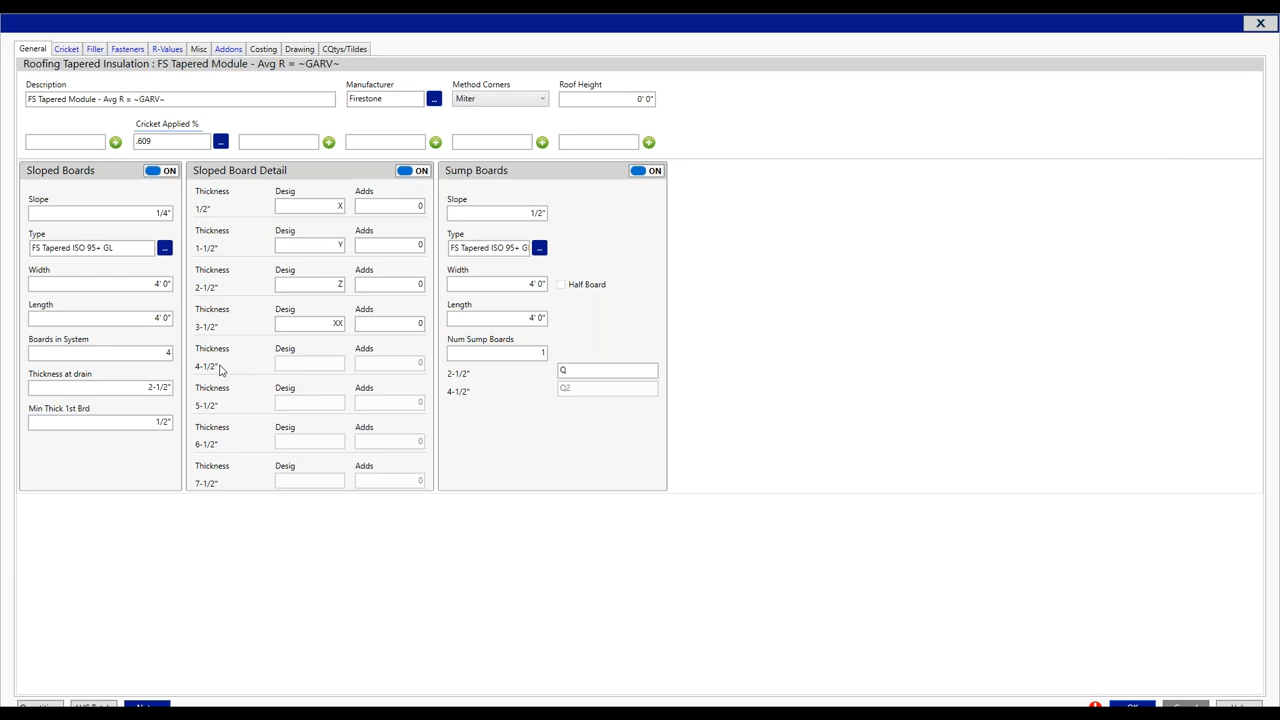 X
General Cricket Filler Fasteners R-Values Misc Addons Costing Drawing CQtys/Tildes
Roofing Tapered Insulation : FS Tapered Module - Avg R = ~GARV~
Description Manufacturer Method Corners Roof Height
FS Tapered Module - Avg R = ~GARV~ Firestone ... Miter 0' 0"
Cricket Applied %
.609 ...
Sloped Boards ON
Slope
1/4"
Type
FS Tapered ISO 95+ GL ...
Width
4' 0"
Length
4' 0"
Boards in System
4
Thickness at drain
2-1/2"
Min Thick 1st Brd
1/2"
Sloped Board Detail ON
Thickness Desig Adds
1/2" X 0
Thickness Desig Adds
1-1/2" Y 0
Thickness Desig Adds
2-1/2" Z 0
Thickness Desig Adds
3-1/2" XX 0
Thickness Desig Adds
4-1/2" 0
Thickness Desig Adds
5-1/2" 0
Thickness Desig Adds
6-1/2" 0
Thickness Desig Adds
7-1/2" 0
Sump Boards ON
Slope
1/2"
Type
FS Tapered ISO 95+ G ...
Width
4' 0" Half Board
Length
4' 0"
Num Sump Boards
1
2-1/2" Q
4-1/2" Q2